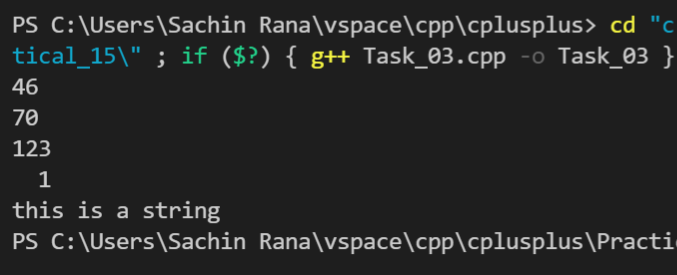 PS C:\Users\Sachin Rana\vspace\cpp\cplusplus> cd "c
tical_15\" ; if ($?) { g++ Task_03.cpp -o Task_03 }
46
70
123
  1
this is a string
PS C:\Users\Sachin Rana\vspace\cpp\cplusplus\Practi